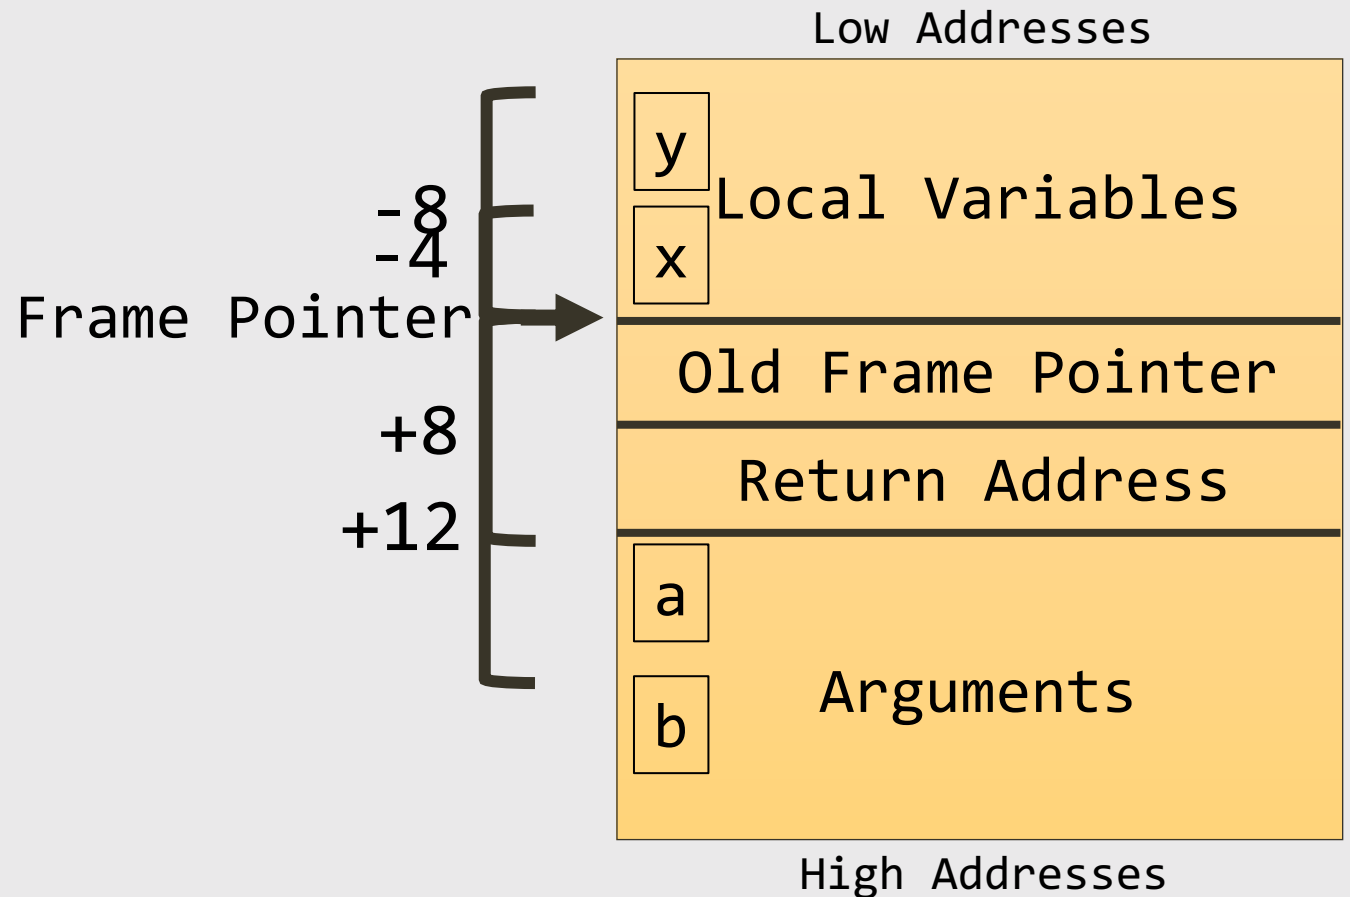 Low Addresses
y
Local Variables
-8
x
-4
Frame Pointer
Old Frame Pointer
+8
Return Address
+12
a
Arguments
b
High Addresses